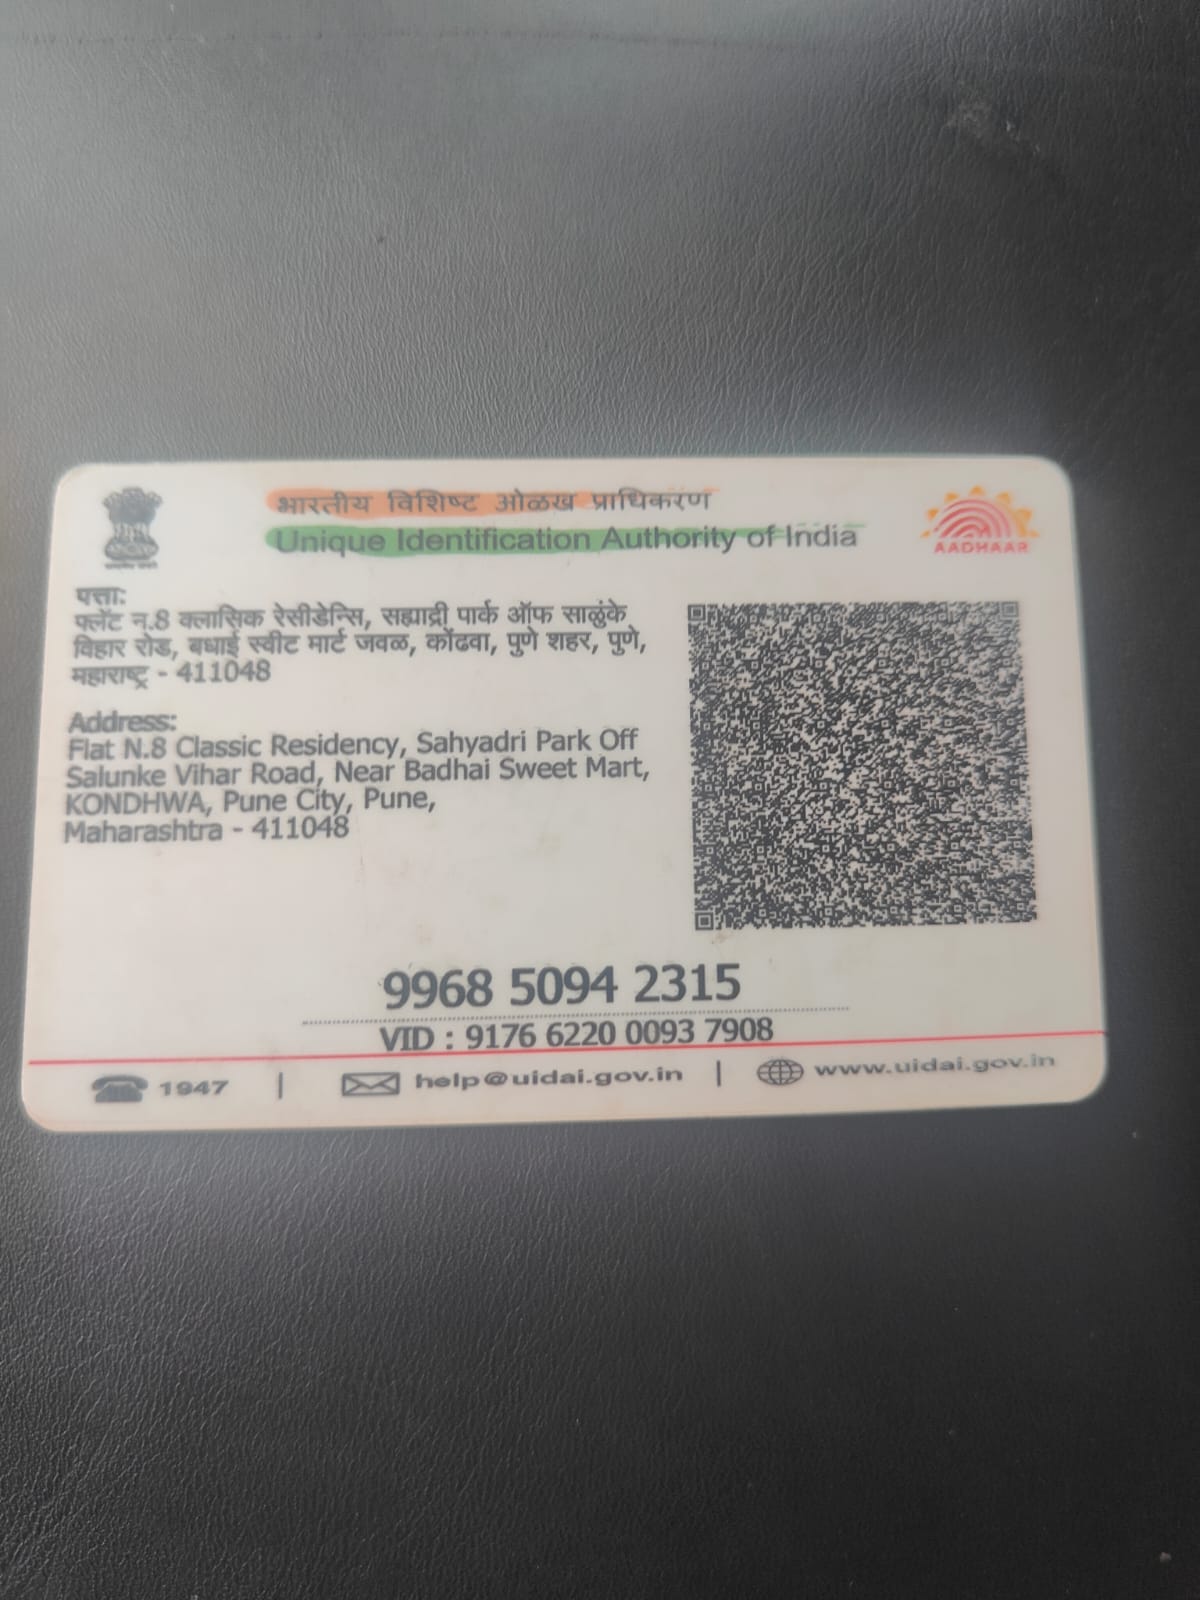 भारतीय विशिष्ट ओळख प्राधिकरण
Unique Identification Authority of India
AADHAAR
पत्ता:
फ्लॅट न.8 क्लासिक रेसीडेन्सि, सह्याद्री पार्क ऑफ साळुंके
विहार रोड, बधाई स्वीट मार्ट जवळ, कोंढवा, पुणे शहर, पुणे,
महाराष्ट्र - 411048
Address:
Flat N.8 Classic Residency, Sahyadri Park Off
Salunke Vihar Road, Near Badhai Sweet Mart,
KONDHWA, Pune City, Pune,
Maharashtra - 411048
9968 5094 2315
VID : 9176 6220 0093 7908
1947 | help@uidai.gov.in | www.uidai.gov.in